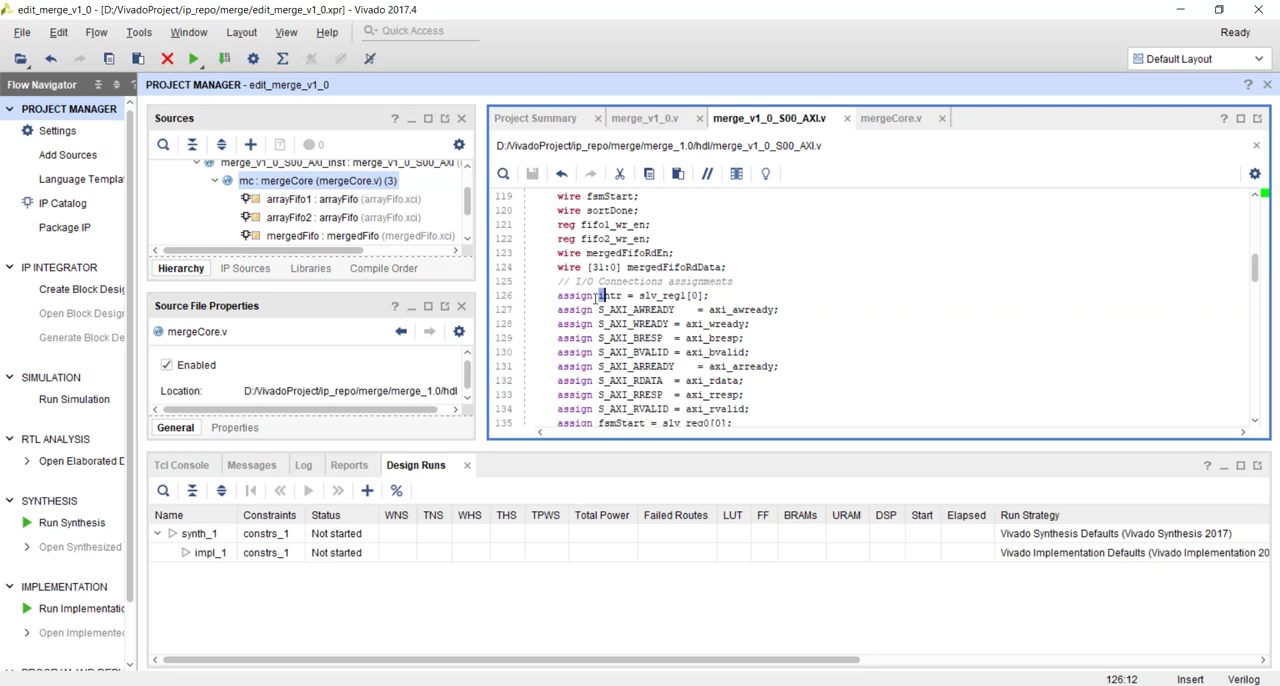 edit_merge_v1_0 - [D:/VivadoProject/ip_repo/merge/edit_merge_v1_0.xpr] - Vivado 2017.4
File Edit Flow Tools Window Layout View Help Quick Access Ready
Default Layout
Flow Navigator
PROJECT MANAGER
Settings
Add Sources
Language Templa
IP Catalog
Package IP
IP INTEGRATOR
Create Block Desig
Open Block Design
Generate Block De
SIMULATION
Run Simulation
RTL ANALYSIS
Open Elaborated D
SYNTHESIS
Run Synthesis
Open Synthesized
IMPLEMENTATION
Run Implementatic
Open Implemented
PROJECT MANAGER - edit_merge_v1_0
Sources
0
merge_v1_0_S00_AXI_inst : merge_v1_0_S00_AXI (
mc : mergeCore (mergeCore.v) (3)
arrayFifo1 : arrayFifo (arrayFifo.xci)
arrayFifo2 : arrayFifo (arrayFifo.xci)
mergedFifo : mergedFifo (mergedFifo.xci)
Hierarchy IP Sources Libraries Compile Order
Source File Properties
mergeCore.v
Enabled
Location: D:/VivadoProject/ip_repo/merge/merge_1.0/hdl
General Properties
Project Summary merge_v1_0.v merge_v1_0_S00_AXI.v mergeCore.v
D:/VivadoProject/ip_repo/merge/merge_1.0/hdl/merge_v1_0_S00_AXI.v
119 wire fsmStart;
120 wire sortDone;
121 reg fifo1_wr_en;
122 reg fifo2_wr_en;
123 wire mergedFifoRdEn;
124 wire [31:0] mergedFifoRdData;
125 // I/O Connections assignments
126 assign intr = slv_reg1[0];
127 assign S_AXI_AWREADY = axi_awready;
128 assign S_AXI_WREADY = axi_wready;
129 assign S_AXI_BRESP = axi_bresp;
130 assign S_AXI_BVALID = axi_bvalid;
131 assign S_AXI_ARREADY = axi_arready;
132 assign S_AXI_RDATA = axi_rdata;
133 assign S_AXI_RRESP = axi_rresp;
134 assign S_AXI_RVALID = axi_rvalid;
135 assign fsmStart = slv_reg0[0];
Tcl Console Messages Log Reports Design Runs
Name Constraints Status WNS TNS WHS THS TPWS Total Power Failed Routes LUT FF BRAMs URAM DSP Start Elapsed Run Strategy
synth_1 constrs_1 Not started Vivado Synthesis Defaults (Vivado Synthesis 2017)
impl_1 constrs_1 Not started Vivado Implementation Defaults (Vivado Implementation 20
126:12 Insert Verilog